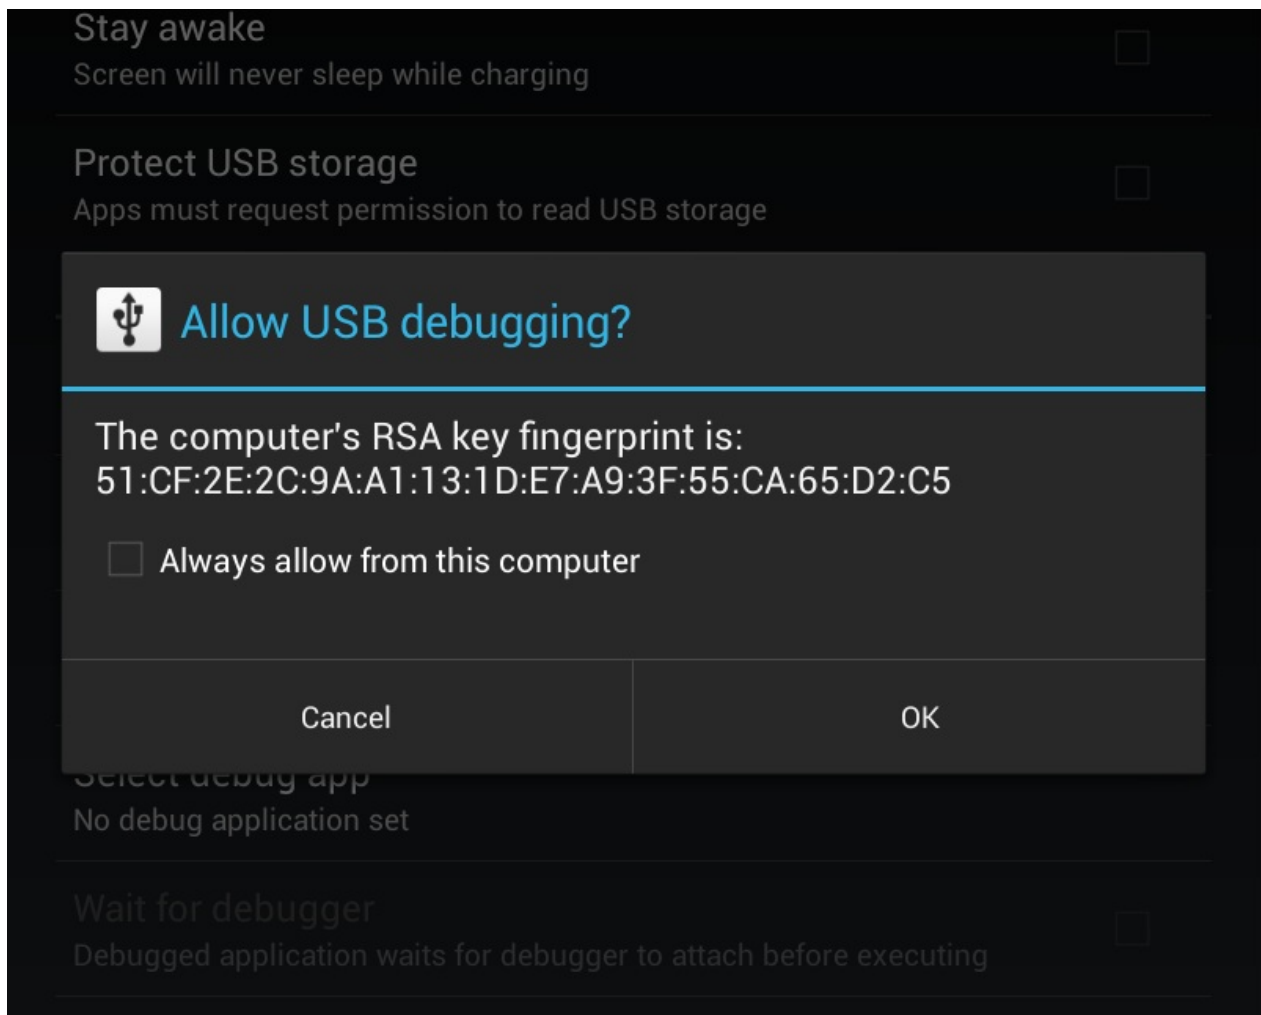 Stay awake
Screen will never sleep while charging
Protect USB storage
Apps must request permission to read USB storage
Allow USB debugging?
The computer's RSA key fingerprint is:
51:CF:2E:2C:9A:A1:13:1D:E7:A9:3F:55:CA:65:D2:C5
Always allow from this computer
Cancel
OK
Select debug app
No debug application set
Wait for debugger
Debugged application waits for debugger to attach before executing